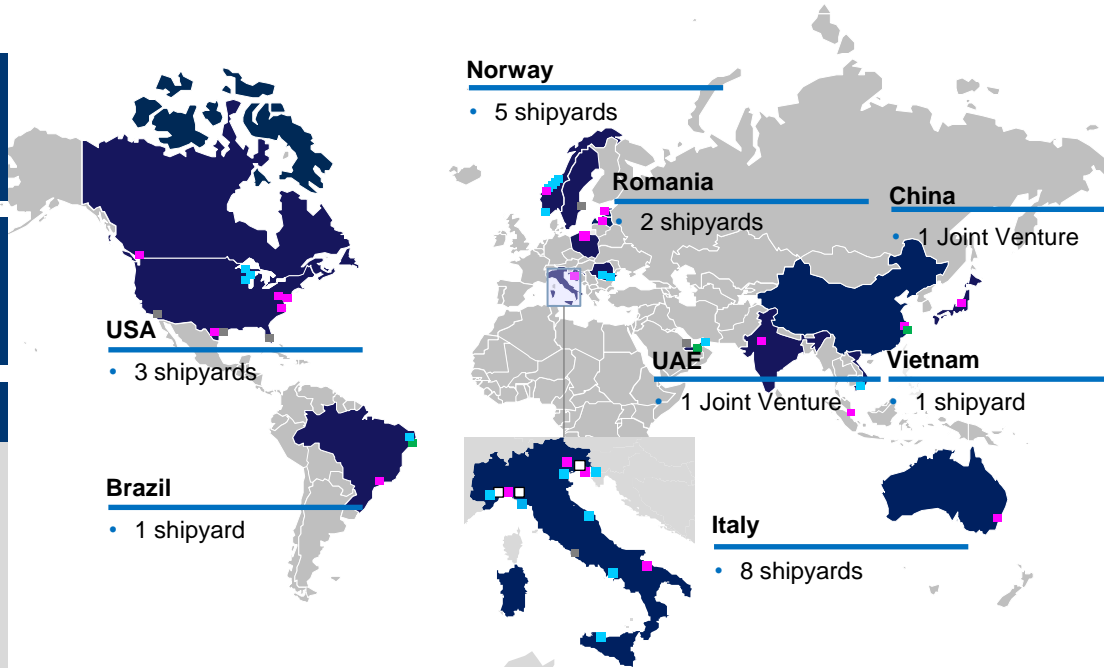 Norway
• 5 shipyards
Romania
• 2 shipyards
China
• 1 Joint Venture
USA
• 3 shipyards
UAE
• 1 Joint Venture
Vietnam
• 1 shipyard
Brazil
• 1 shipyard
Italy
• 8 shipyards